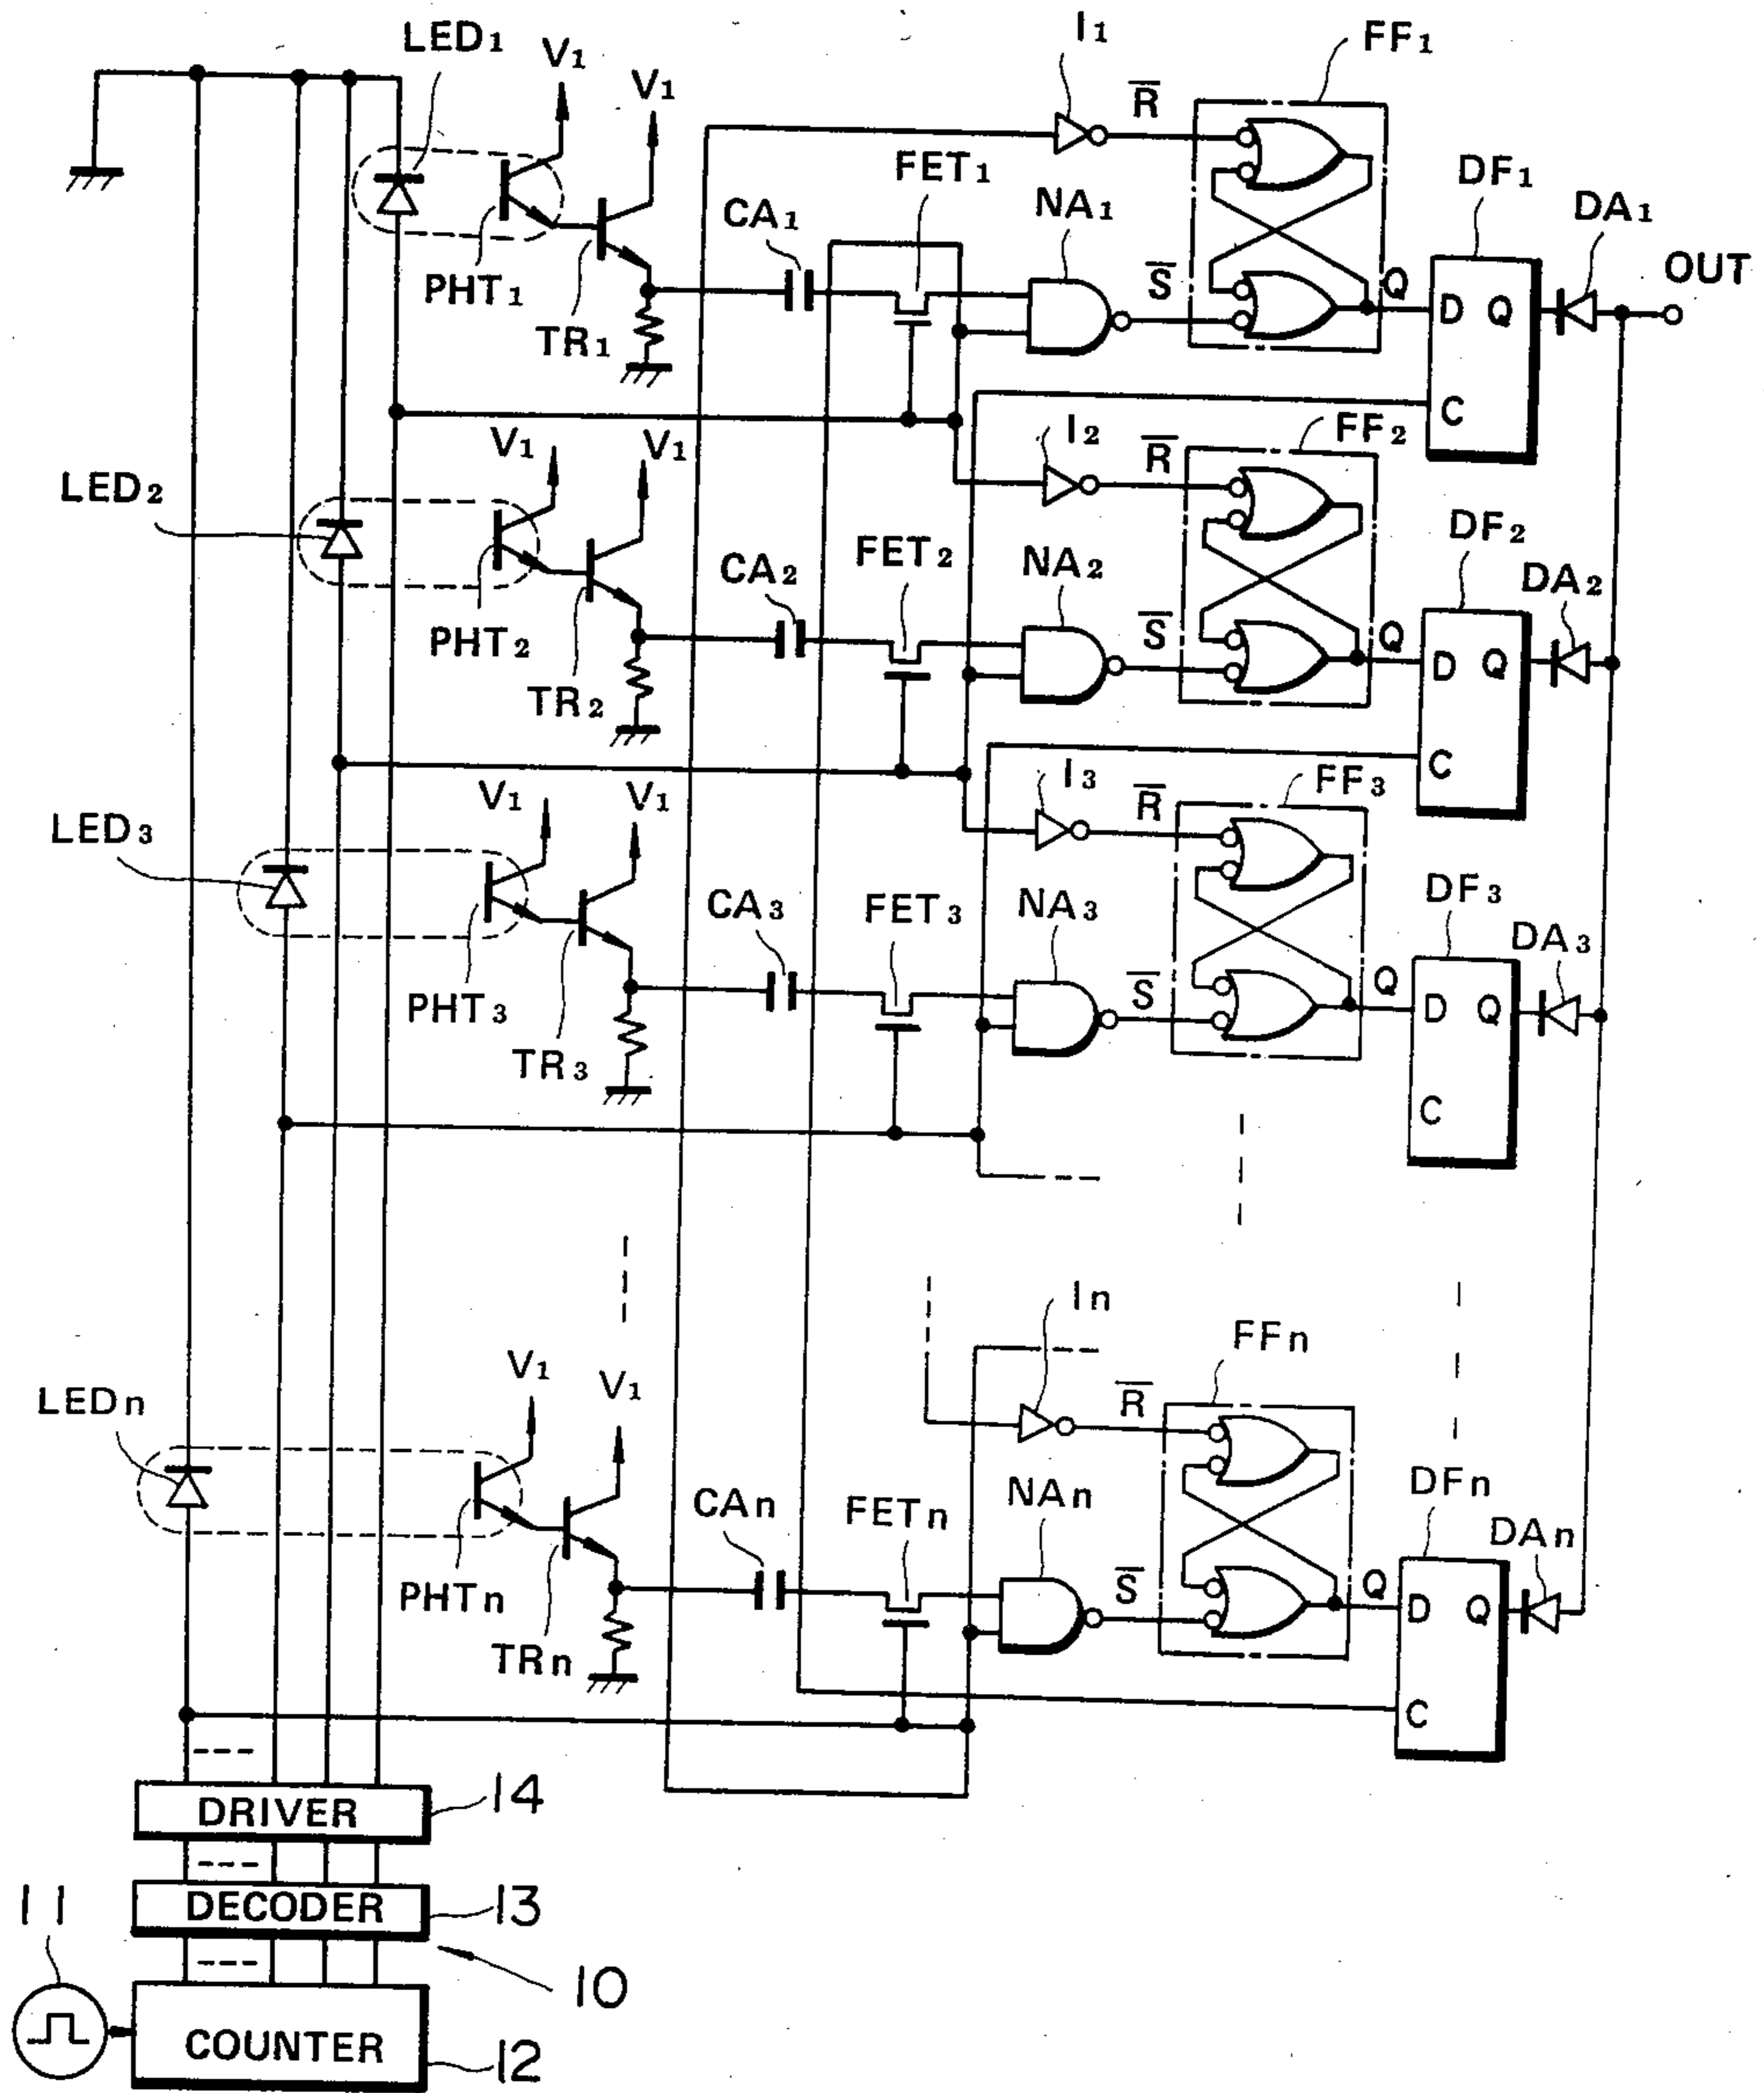 LED1 V1 V1 I1 R̅ FF1
FET1 DF1
CA1 NA1 DA1
PHT1 S̅ Q OUT
TR1 D Q
C
V1 V1 I2 R̅ FF2
LED2
DF2
CA2 FET2 NA2 DA2
PHT2 S̅ Q
TR2 D Q
C
V1 V1 I3 R̅ FF3
LED3
CA3 FET3 NA3 DF3
DA3
PHT3 S̅ Q
TR3 D Q
C
In
V1 V1 FFn
LEDn R̅
CAn FETn NAn DFn
DAn
PHTn S̅ Q
TRn D Q
C
DRIVER 14
DECODER 13
11
10
COUNTER 12